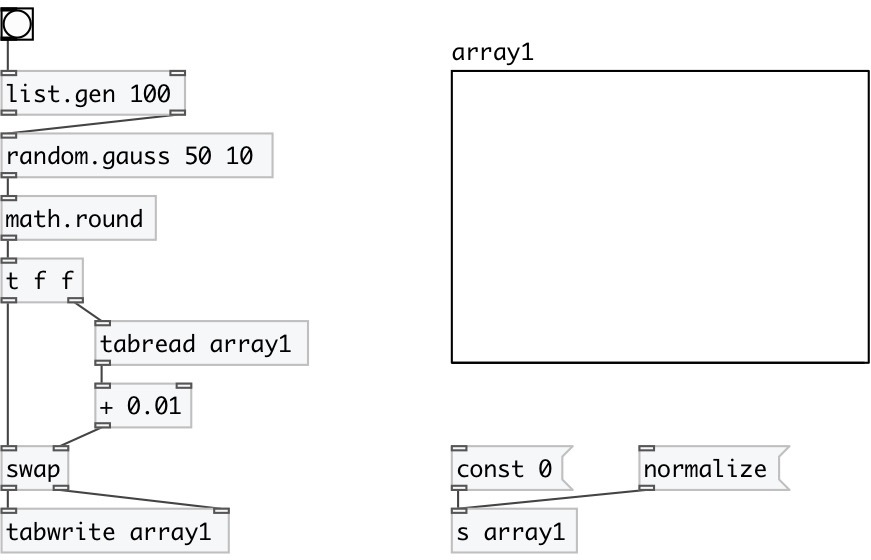 list.gen 100
random.gauss 50 10
math.round
t f f
tabread array1
+ 0.01
swap
tabwrite array1
array1
const 0
normalize
s array1